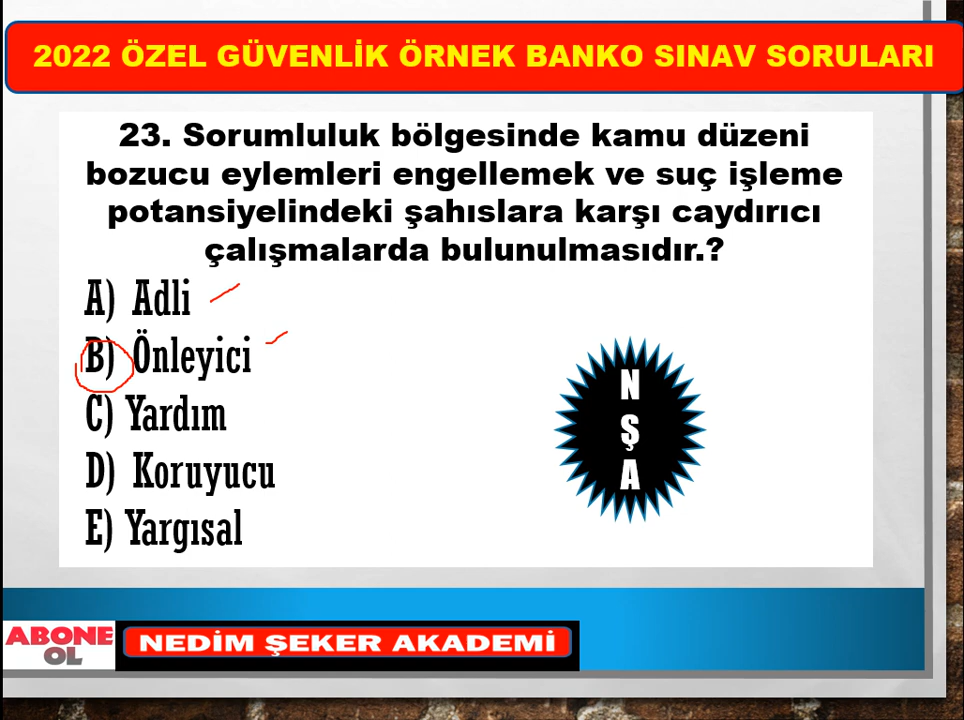 2022 ÖZEL GÜVENLİK ÖRNEK BANKO SINAV SORULARI
23. Sorumluluk bölgesinde kamu düzeni
bozucu eylemleri engellemek ve suç işleme
potansiyelindeki şahıslara karşı caydırıcı
çalışmalarda bulunulmasıdır.?
A) Adli
B) Önleyici
C) Yardım
D) Koruyucu
E) Yargısal
N
Ş
A
ABONE
OL
NEDİM ŞEKER AKADEMİ